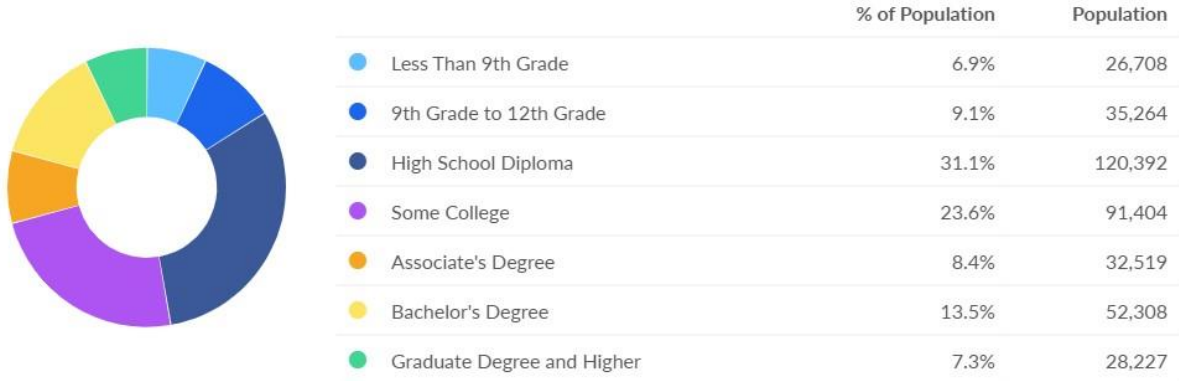 % of Population Population
Less Than 9th Grade 6.9% 26,708
9th Grade to 12th Grade 9.1% 35,264
High School Diploma 31.1% 120,392
Some College 23.6% 91,404
Associate's Degree 8.4% 32,519
Bachelor's Degree 13.5% 52,308
Graduate Degree and Higher 7.3% 28,227